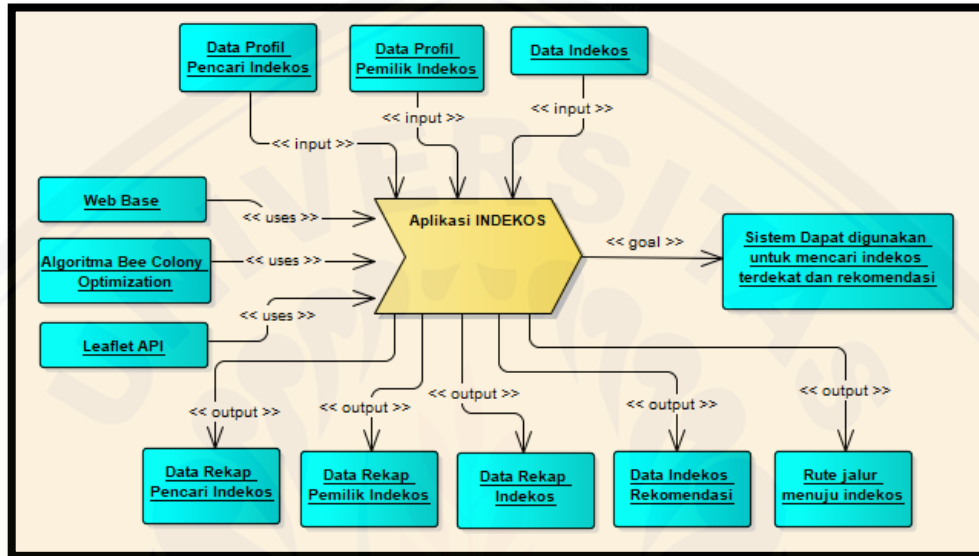 Data Profil
Pencari Indekos
Data Profil
Pemilik Indekos
Data Indekos
<< input >>
<< input >>
<< input >>
Web Base
<< uses >>
Aplikasi INDEKOS
<< goal >>
Sistem Dapat digunakan
untuk mencari indekos
terdekat dan rekomendasi
Algoritma Bee Colony
Optimization
<< uses >>
Leaflet API
<< uses >>
<< output >>
<< output >>
<< output >>
<< output >>
<< output >>
Data Rekap
Pencari Indekos
Data Rekap
Pemilik Indekos
Data Rekap
Indekos
Data Indekos
Rekomendasi
Rute jalur
menuju indekos
UNIVERSITAS